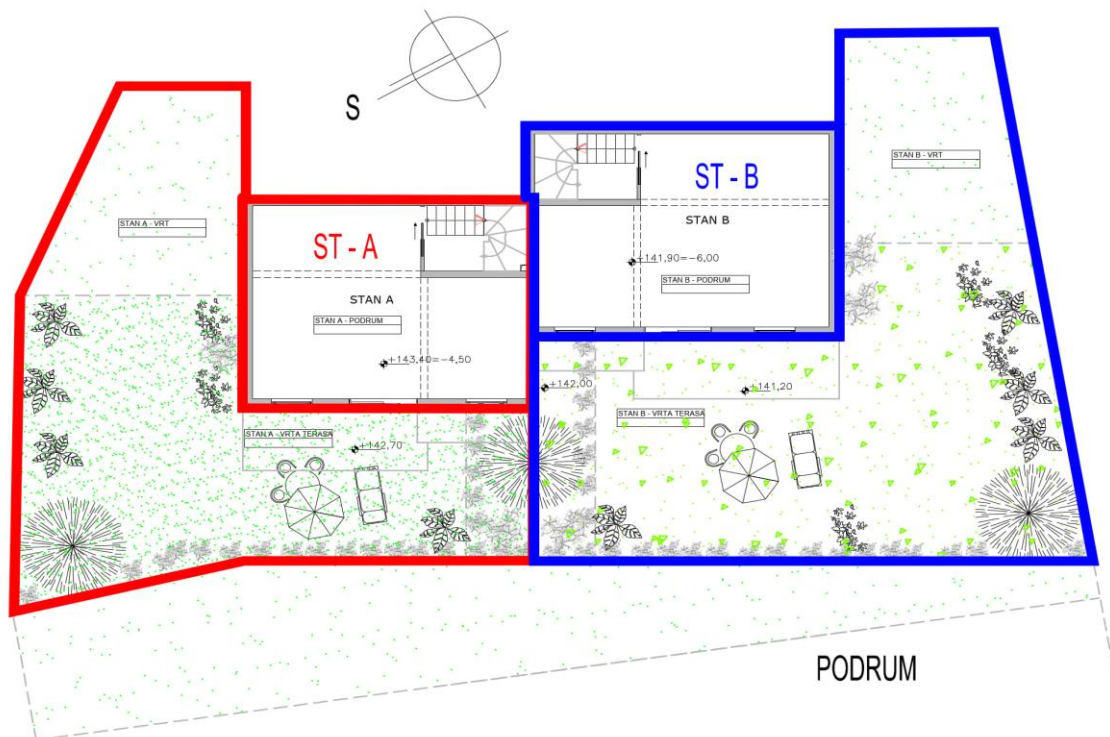 S
STAN A - VRT
ST - A
STAN A
STAN A - PODRUM
+143,40=-4,50
STAN A - VRTA TERASA
+142,70
ST - B
STAN B
+141,90=-6,00
STAN B - PODRUM
STAN B - VRT
+142,00
+141,20
STAN B - VRTA TERASA
PODRUM